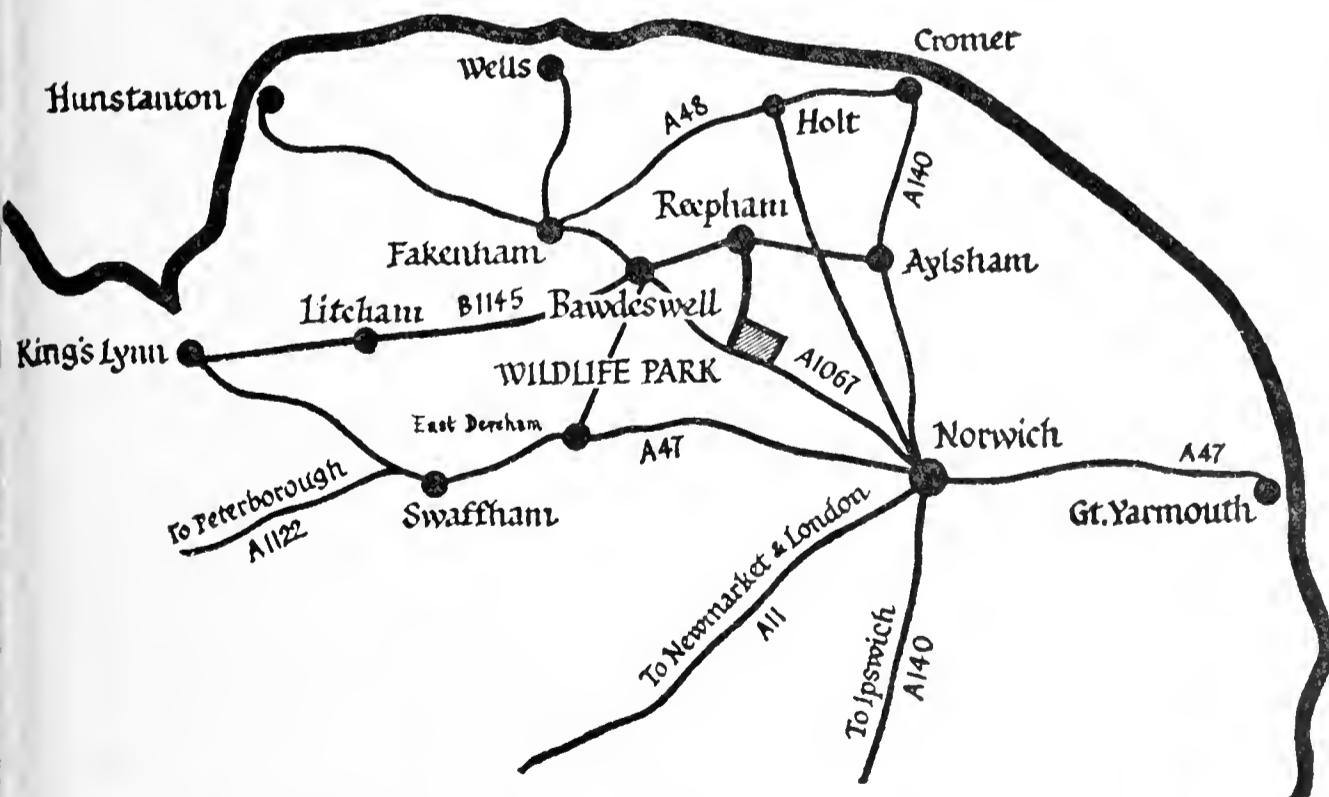 Cromer
Wells
Hunstanton
A48
Holt
A140
Reepham
Fakenham
Aylsham
Litcham
B1145
Bawdeswell
King's Lynn
WILDLIFE PARK
A1067
East Dereham
A47
Norwich
A47
To Peterborough
A1122
Swaffham
Gt. Yarmouth
To Newmarket & London
A11
To Ipswich
A140